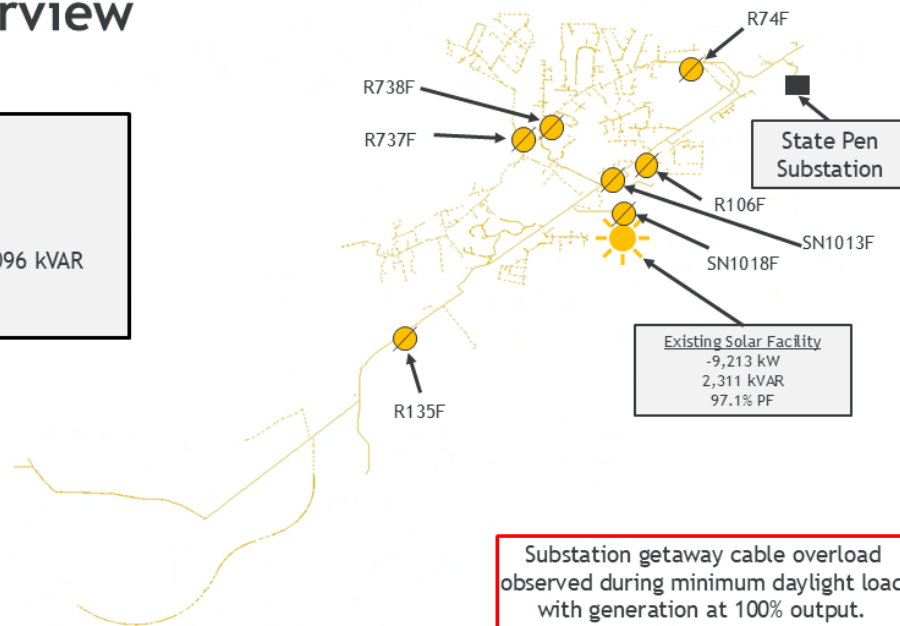 rview
R74F
R738F
R737F
State Pen
Substation
R106F
SN1013F
SN1018F
096 kVAR
Existing Solar Facility
-9,213 kW
2,311 kVAR
97.1% PF
R135F
Substation getaway cable overload
observed during minimum daylight load
with generation at 100% output.